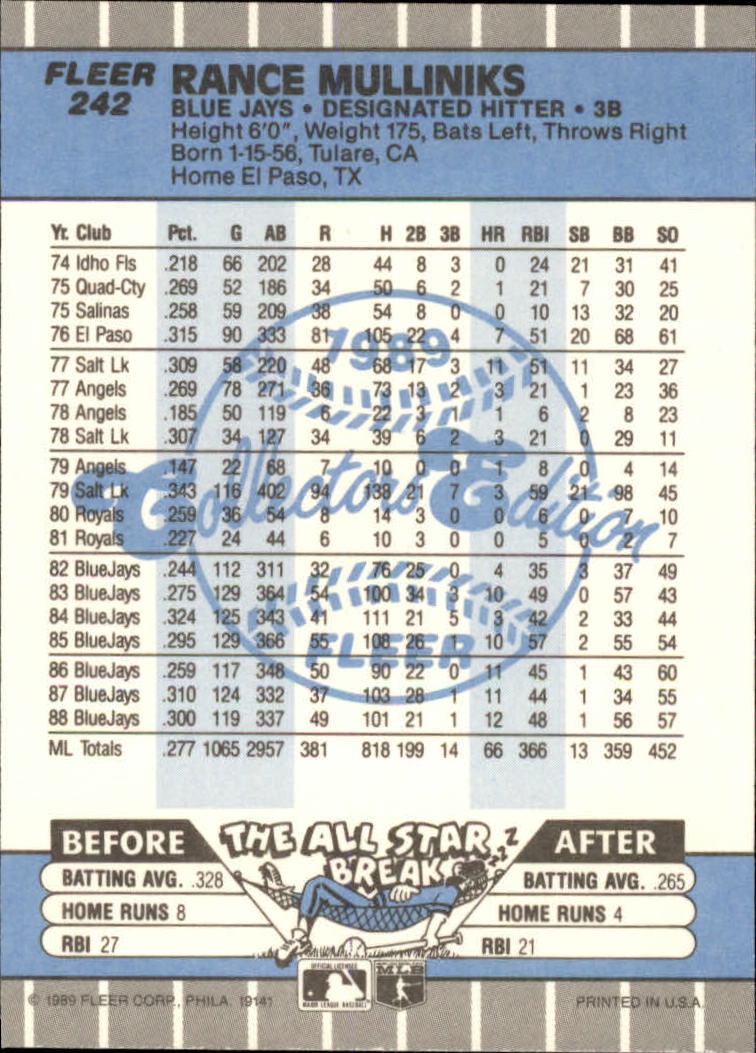 FLEER 242
RANCE MULLINIKS
BLUE JAYS • DESIGNATED HITTER • 3B
Height 6'0", Weight 175, Bats Left, Throws Right
Born 1-15-56, Tulare, CA
Home El Paso, TX
Yr. Club Pct. G AB R H 2B 3B HR RBI SB BB SO
74 Idho Fls .218 66 202 28 44 8 3 0 24 21 31 41
75 Quad-Cty .269 52 186 34 50 6 2 1 21 7 30 25
75 Salinas .258 59 209 38 54 8 0 0 10 13 32 20
76 El Paso .315 90 333 81 105 22 4 7 51 20 68 61
77 Salt Lk .309 58 220 48 68 17 3 11 51 11 34 27
77 Angels .269 78 271 36 73 13 2 3 21 1 23 36
78 Angels .185 50 119 6 22 3 1 1 6 2 8 23
78 Salt Lk .307 34 127 34 39 6 2 3 21 0 29 11
79 Angels .147 22 68 7 10 0 0 1 8 0 4 14
79 Salt Lk .343 116 402 94 138 21 7 3 59 21 98 45
80 Royals .259 36 54 8 14 3 0 0 6 0 7 10
81 Royals .227 24 44 6 10 3 0 0 5 0 2 7
82 BlueJays .244 112 311 32 76 25 0 4 35 3 37 49
83 BlueJays .275 129 364 54 100 34 3 10 49 0 57 43
84 BlueJays .324 125 343 41 111 21 5 3 42 2 33 44
85 BlueJays .295 129 366 55 108 26 1 10 57 2 55 54
86 BlueJays .259 117 348 50 90 22 0 11 45 1 43 60
87 BlueJays .310 124 332 37 103 28 1 11 44 1 34 55
88 BlueJays .300 119 337 49 101 21 1 12 48 1 56 57
ML Totals .277 1065 2957 381 818 199 14 66 366 13 359 452
1989
Collectors' Edition
FLEER
BEFORE THE ALL STAR BREAK AFTER
zzz
BATTING AVG. .328 BATTING AVG. .265
HOME RUNS 8 HOME RUNS 4
RBI 27 RBI 21
OFFICIAL LICENSEE
MAJOR LEAGUE BASEBALL
MLB
© 1989 FLEER CORP., PHILA. 19141 PRINTED IN U.S.A.